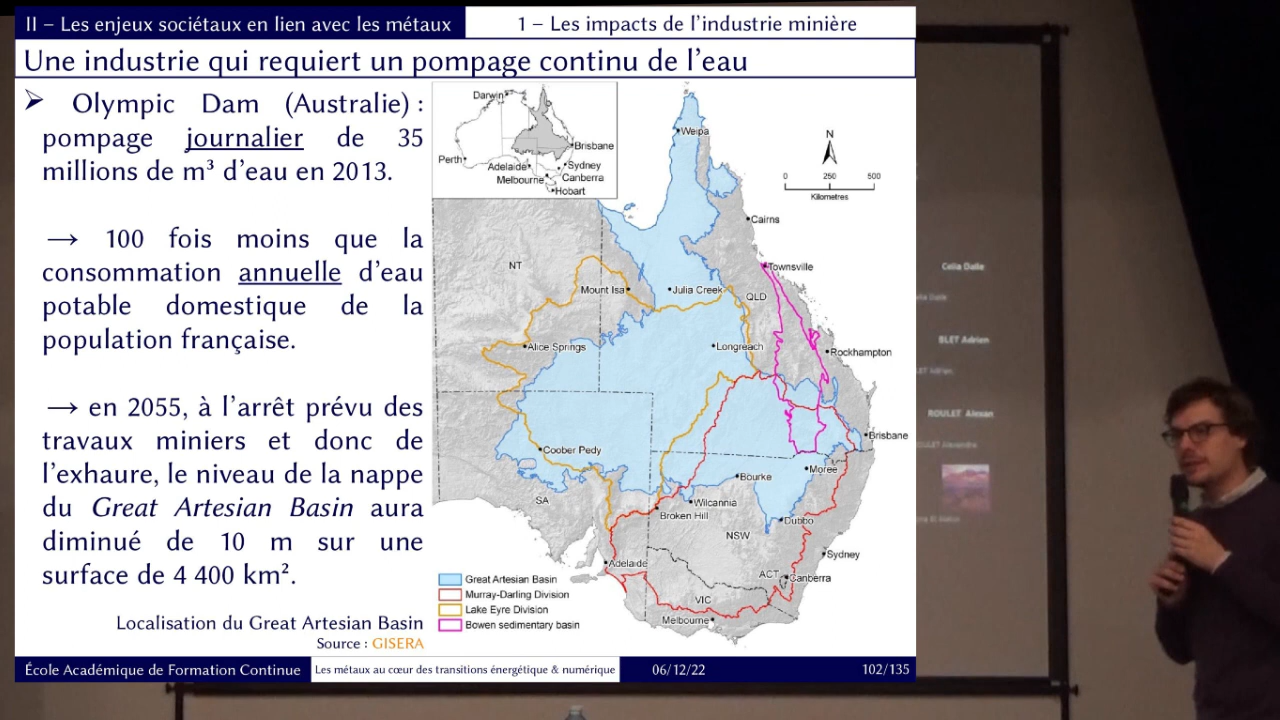 II – Les enjeux sociétaux en lien avec les métaux
1 – Les impacts de l'industrie minière
Une industrie qui requiert un pompage continu de l'eau
➢ Olympic Dam (Australie) :
pompage journalier de 35
millions de m³ d'eau en 2013.
→ 100 fois moins que la
consommation annuelle d'eau
potable domestique de la
population française.
→ en 2055, à l'arrêt prévu des
travaux miniers et donc de
l'exhaure, le niveau de la nappe
du Great Artesian Basin aura
diminué de 10 m sur une
surface de 4 400 km².
Localisation du Great Artesian Basin
Source : GISERA
Darwin
Perth
Brisbane
Adelaide
Sydney
Melbourne
Canberra
Hobart
Weipa
N
0 250 500
Kilometres
Cairns
NT
Townsville
Mount Isa
Julia Creek
QLD
Alice Springs
Longreach
Rockhampton
Coober Pedy
Brisbane
Moree
Bourke
SA
Wilcannia
Broken Hill
Dubbo
NSW
Sydney
Adelaide
ACT
Canberra
VIC
Melbourne
Great Artesian Basin
Murray-Darling Division
Lake Eyre Division
Bowen sedimentary basin
École Académique de Formation Continue
Les métaux au cœur des transitions énergétique & numérique
06/12/22
102/135
Celia Dalle
BLET Adrien
ROULET Alexan